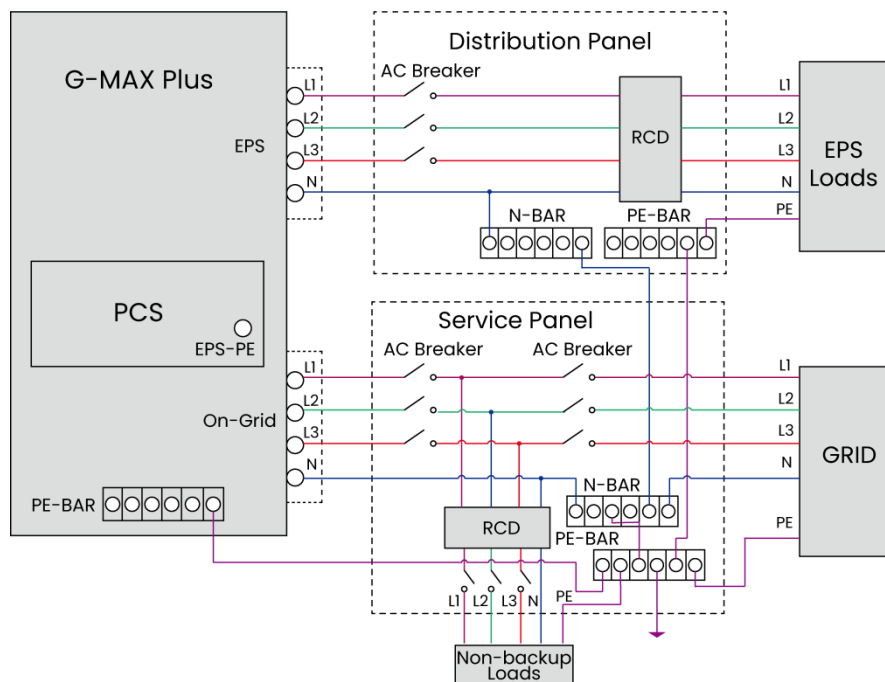 Distribution Panel
G-MAX Plus
AC Breaker
L1
L1
L2
L2
EPS
RCD
EPS
Loads
L3
L3
N
N
PE
N-BAR
PE-BAR
PCS
EPS-PE
Service Panel
AC Breaker
AC Breaker
L1
L1
L2
L2
On-Grid
L3
L3
GRID
N
N
N-BAR
PE-BAR
RCD
PE-BAR
PE
L1
L2
L3
N
PE
Non-backup
Loads